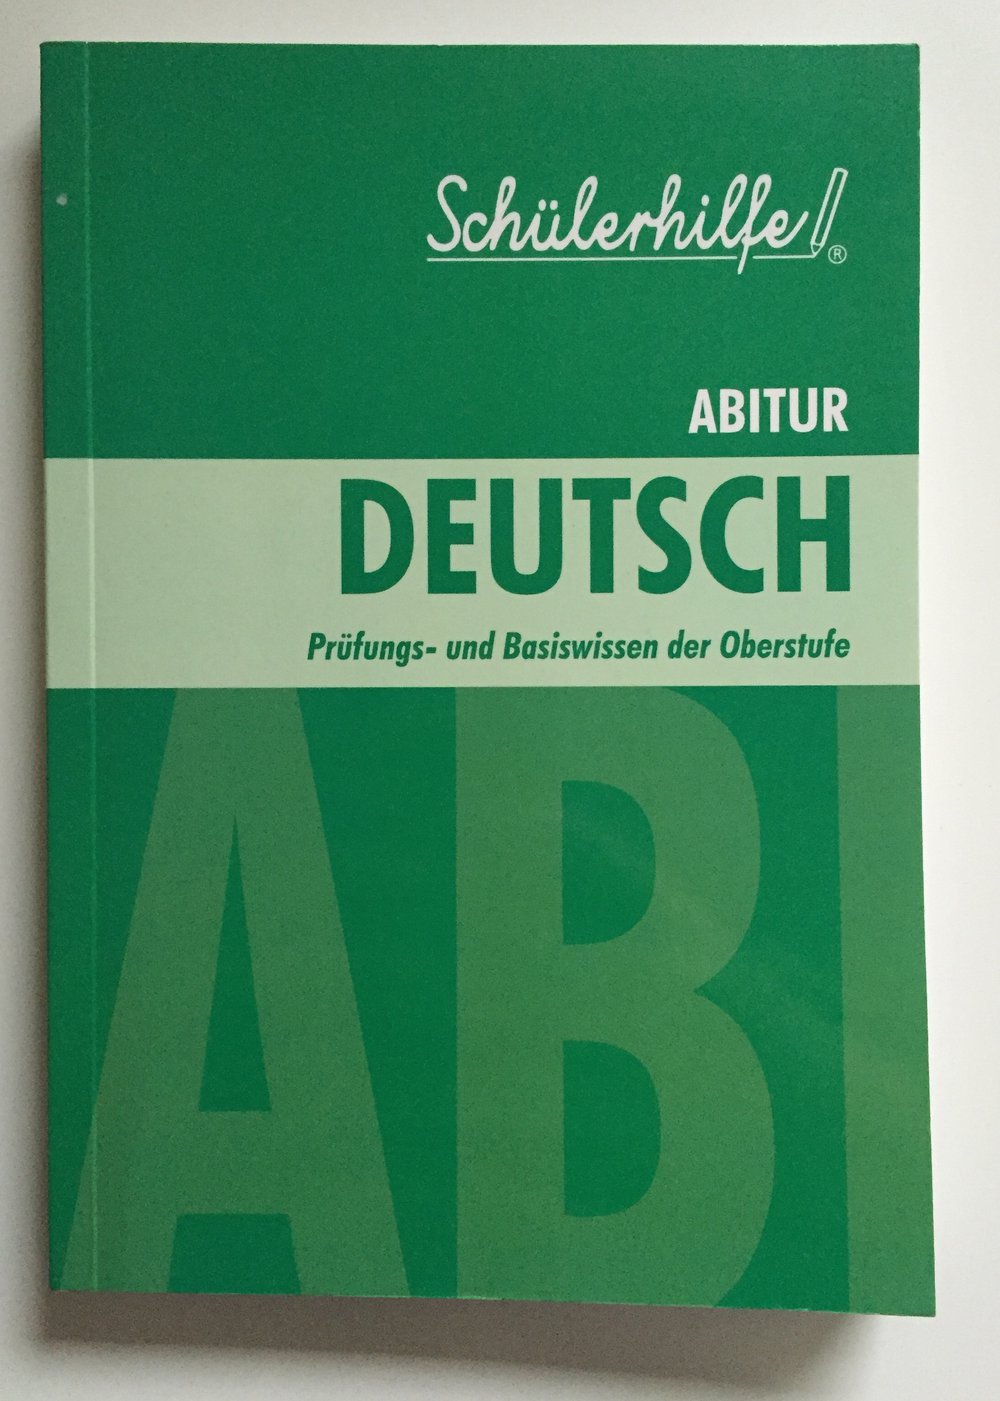 Schülerhilfe!®
ABITUR
DEUTSCH
Prüfungs- und Basiswissen der Oberstufe
ABI